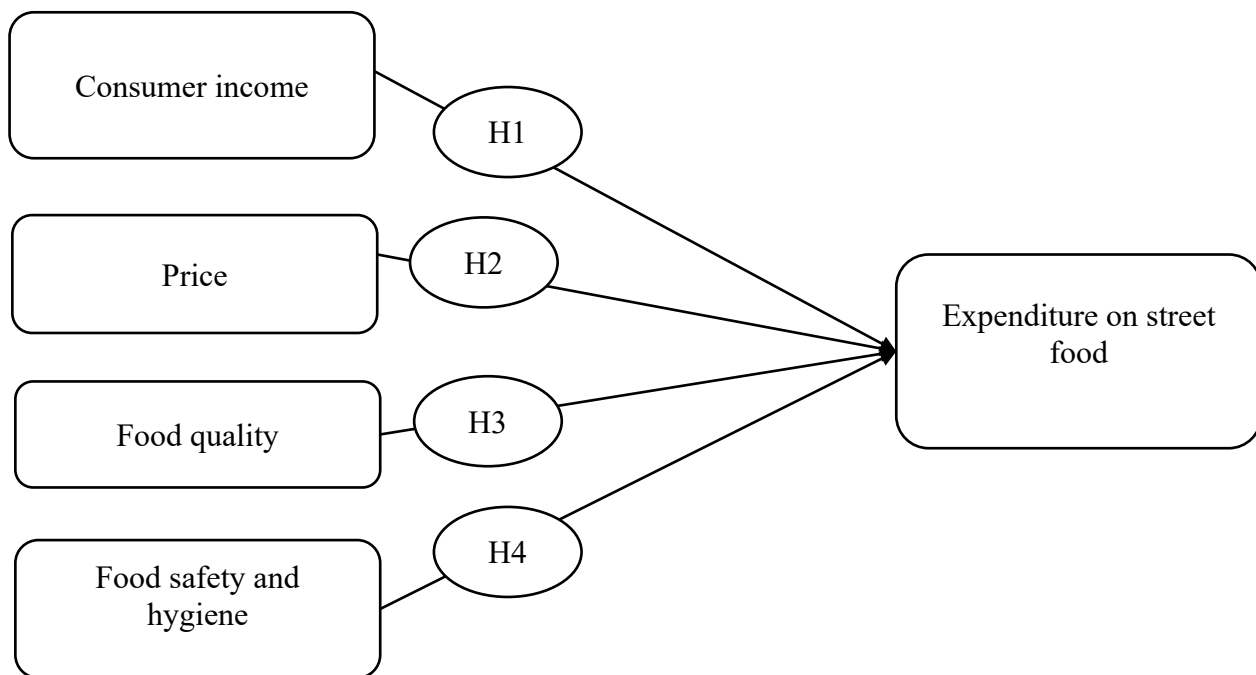 Consumer income
H1
Price
H2
Food quality
H3
Food safety and
hygiene
H4
Expenditure on street
food